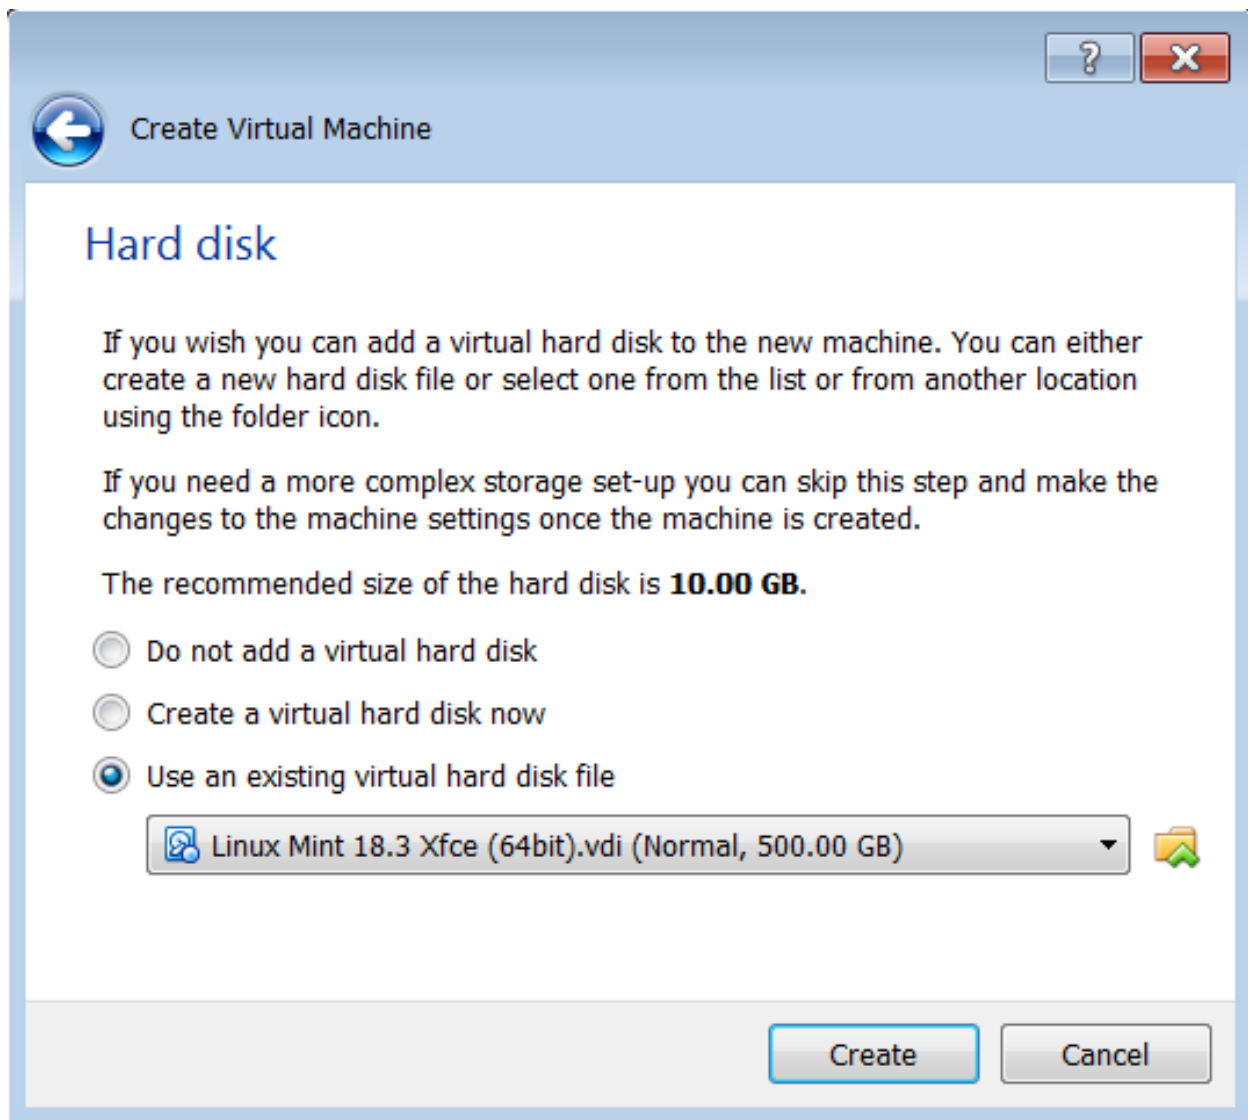 ?
Create Virtual Machine
Hard disk
If you wish you can add a virtual hard disk to the new machine. You can either
create a new hard disk file or select one from the list or from another location
using the folder icon.
If you need a more complex storage set-up you can skip this step and make the
changes to the machine settings once the machine is created.
The recommended size of the hard disk is 10.00 GB.
Do not add a virtual hard disk
Create a virtual hard disk now
Use an existing virtual hard disk file
Linux Mint 18.3 Xfce (64bit).vdi (Normal, 500.00 GB)
Create
Cancel